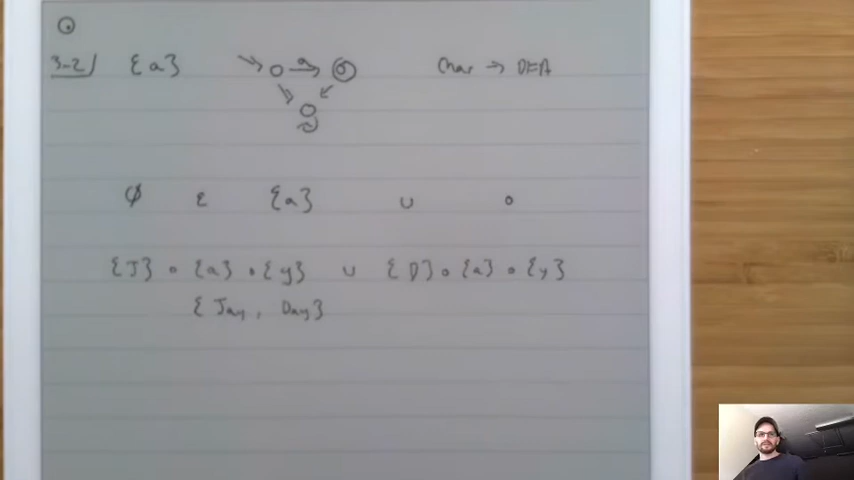 3-2/ {a} a char → DFA
∅ ε {a} ∪ ∘
{J} ∘ {a} ∘ {y} ∪ {D} ∘ {a} ∘ {y}
{Jay, Day}